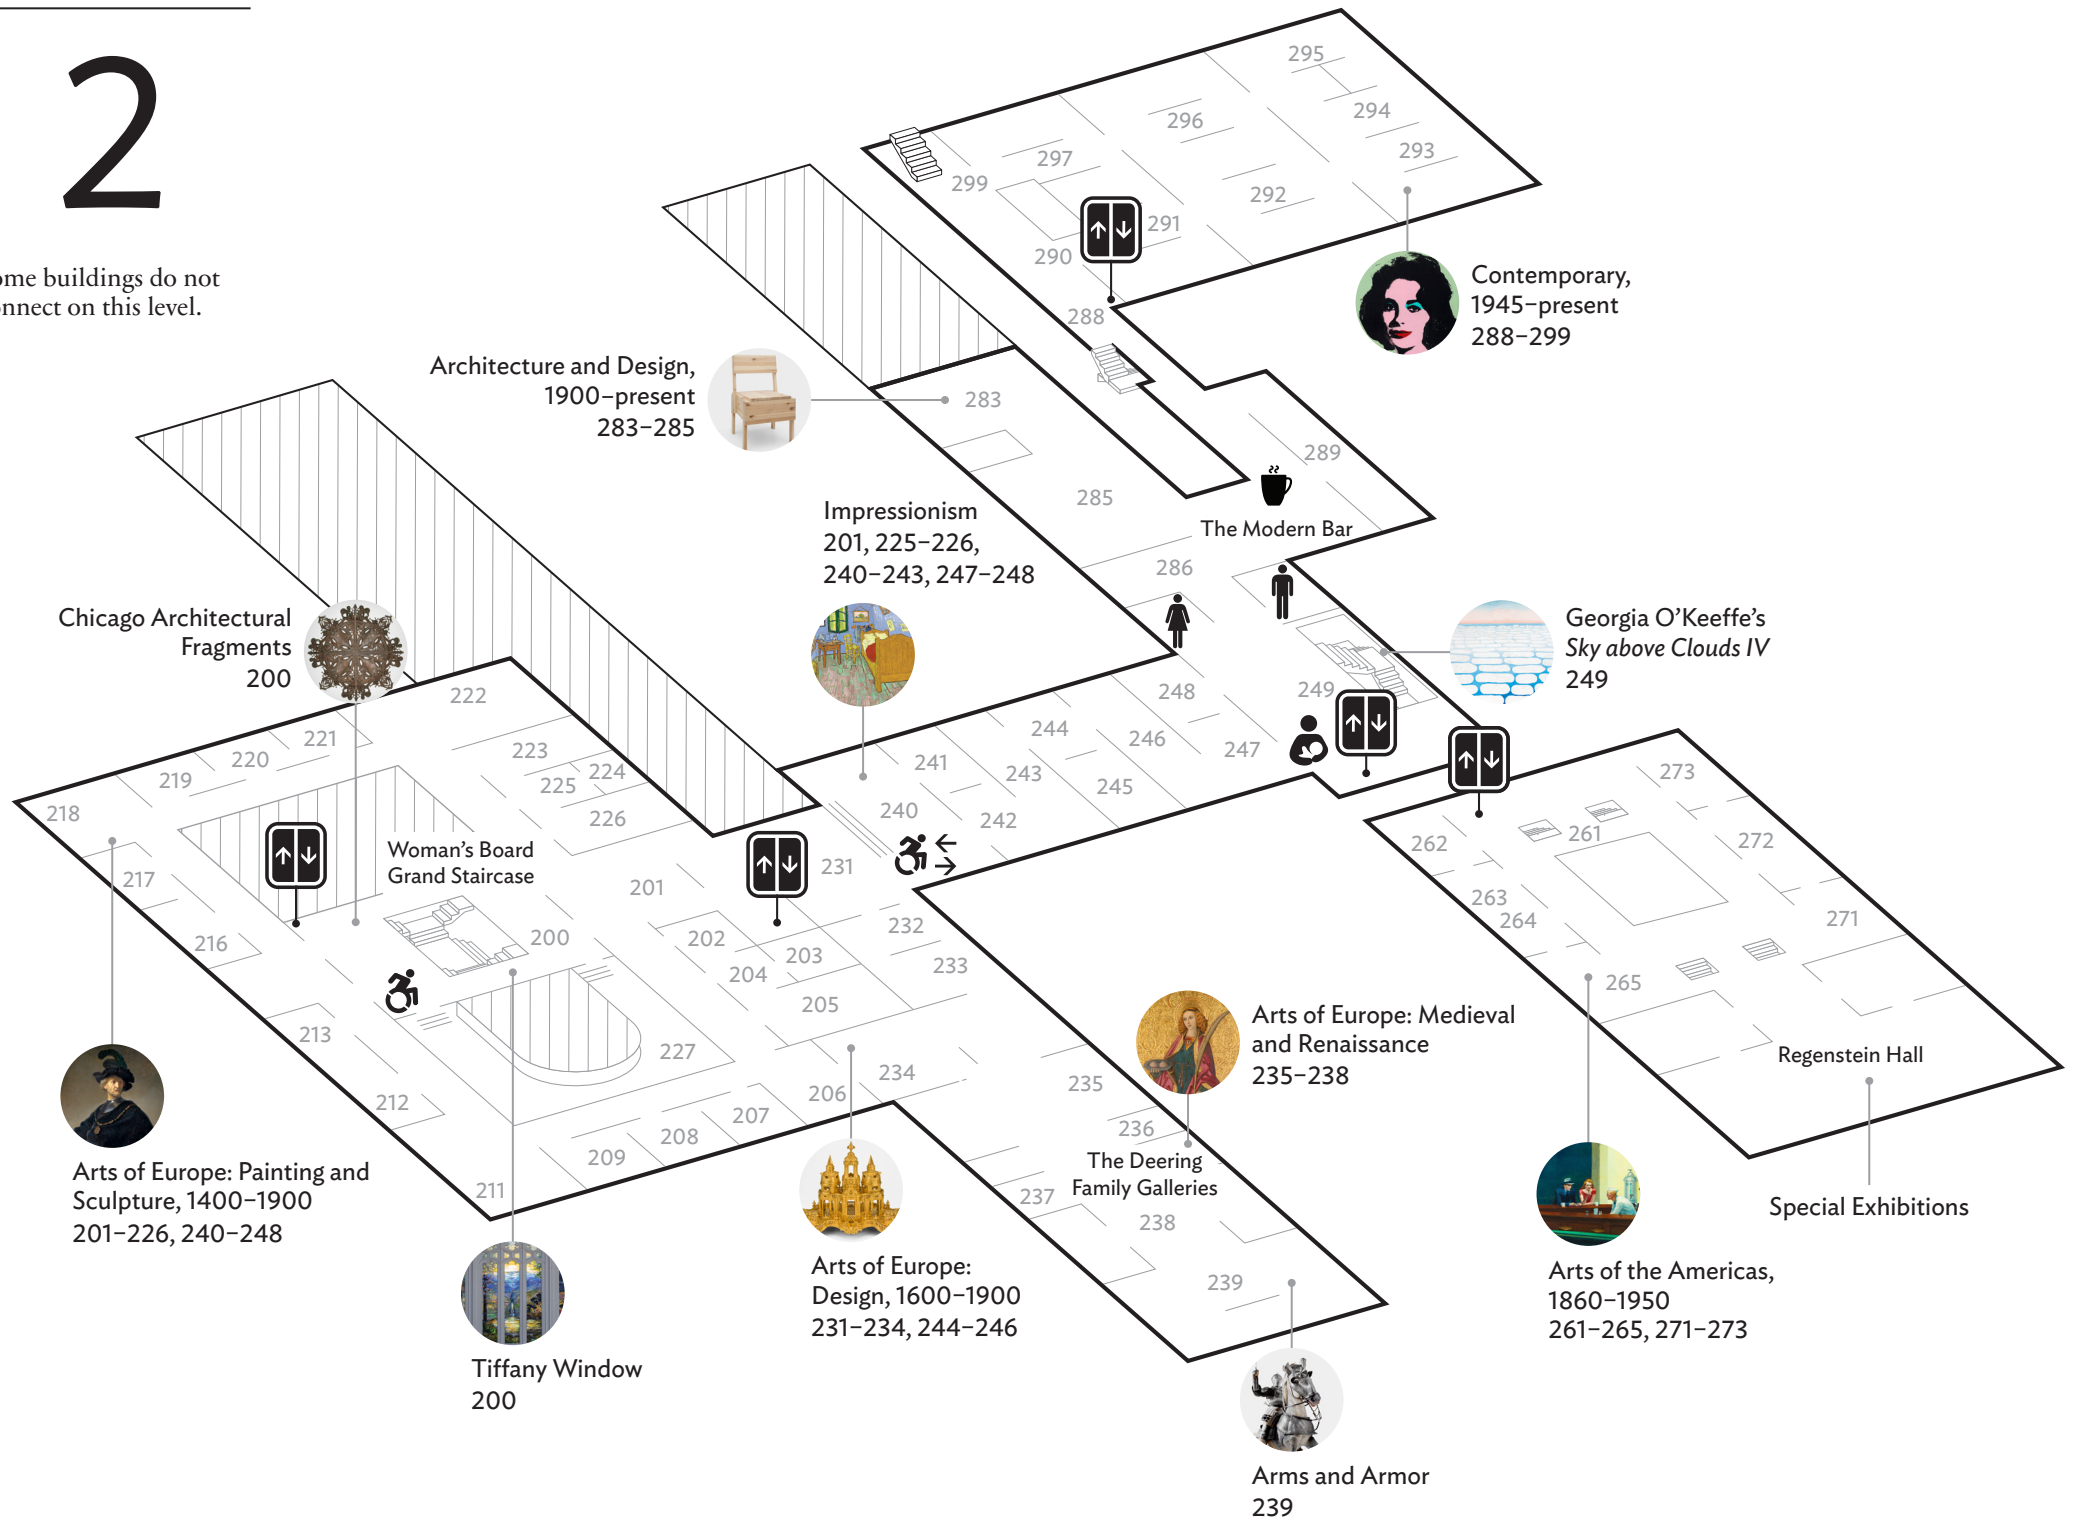 2
ome buildings do not
nnect on this level.
295
294
296
293
297
299
292
291
290
288
Contemporary,
1945–present
288–299
Architecture and Design,
1900–present
283–285
283
289
285
The Modern Bar
Impressionism
201, 225–226,
240–243, 247–248
286
Chicago Architectural
Fragments
200
Georgia O’Keeffe’s
Sky above Clouds IV
249
222
248
249
244
246
247
221
220
219
223
224
225
226
241
243
245
240
242
218
273
261
262
272
Woman’s Board
Grand Staircase
217
231
201
263
264
271
216
200
202
203
204
205
232
233
265
213
227
Arts of Europe: Medieval
and Renaissance
235–238
Regenstein Hall
212
234
206
207
208
209
211
235
236
The Deering
Family Galleries
237
238
239
Arts of Europe: Painting and
Sculpture, 1400–1900
201–226, 240–248
Special Exhibitions
Arts of Europe:
Design, 1600–1900
231–234, 244–246
Arts of the Americas,
1860–1950
261–265, 271–273
Tiffany Window
200
Arms and Armor
239